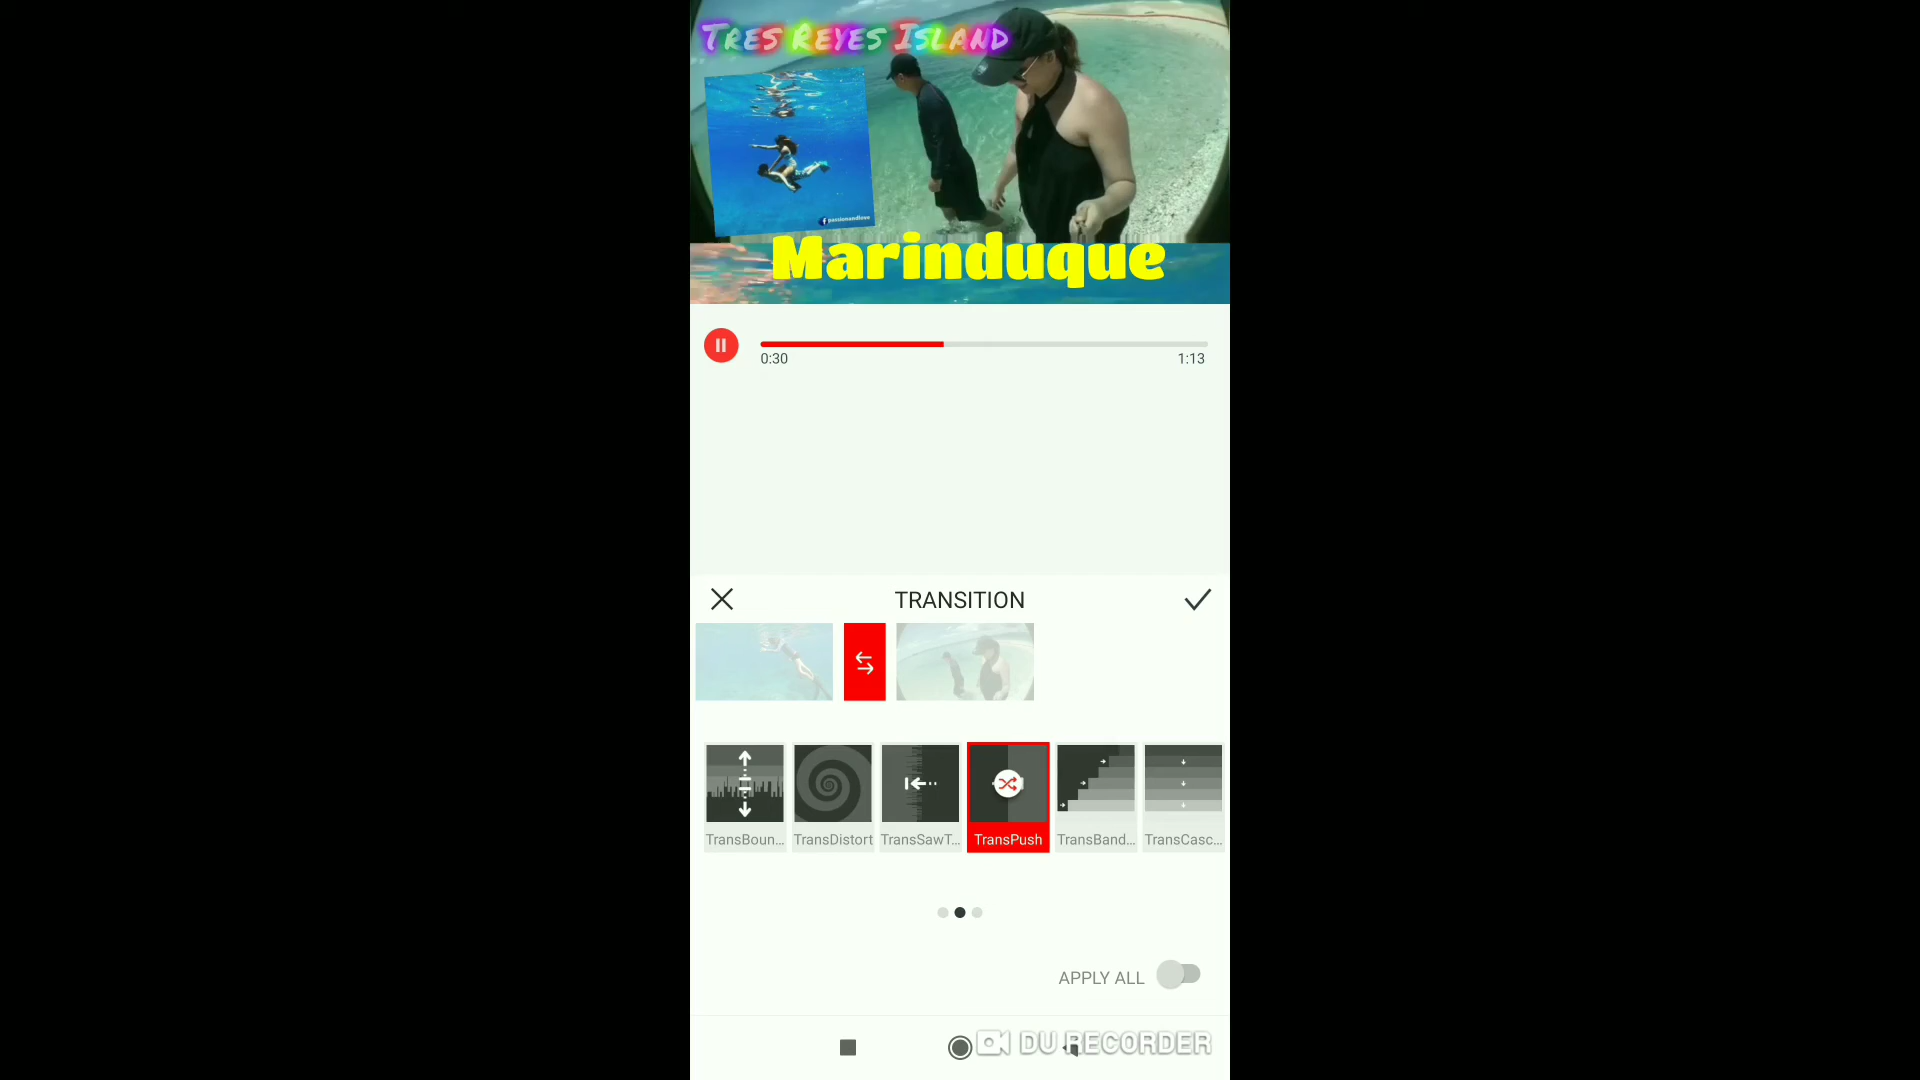 Tres Reyes Island
passionandlove
Marinduque
0:30
1:13
TRANSITION
TransBoun...
TransDistort
TransSawT...
TransPush
TransBand...
TransCasc...
APPLY ALL
DU RECORDER